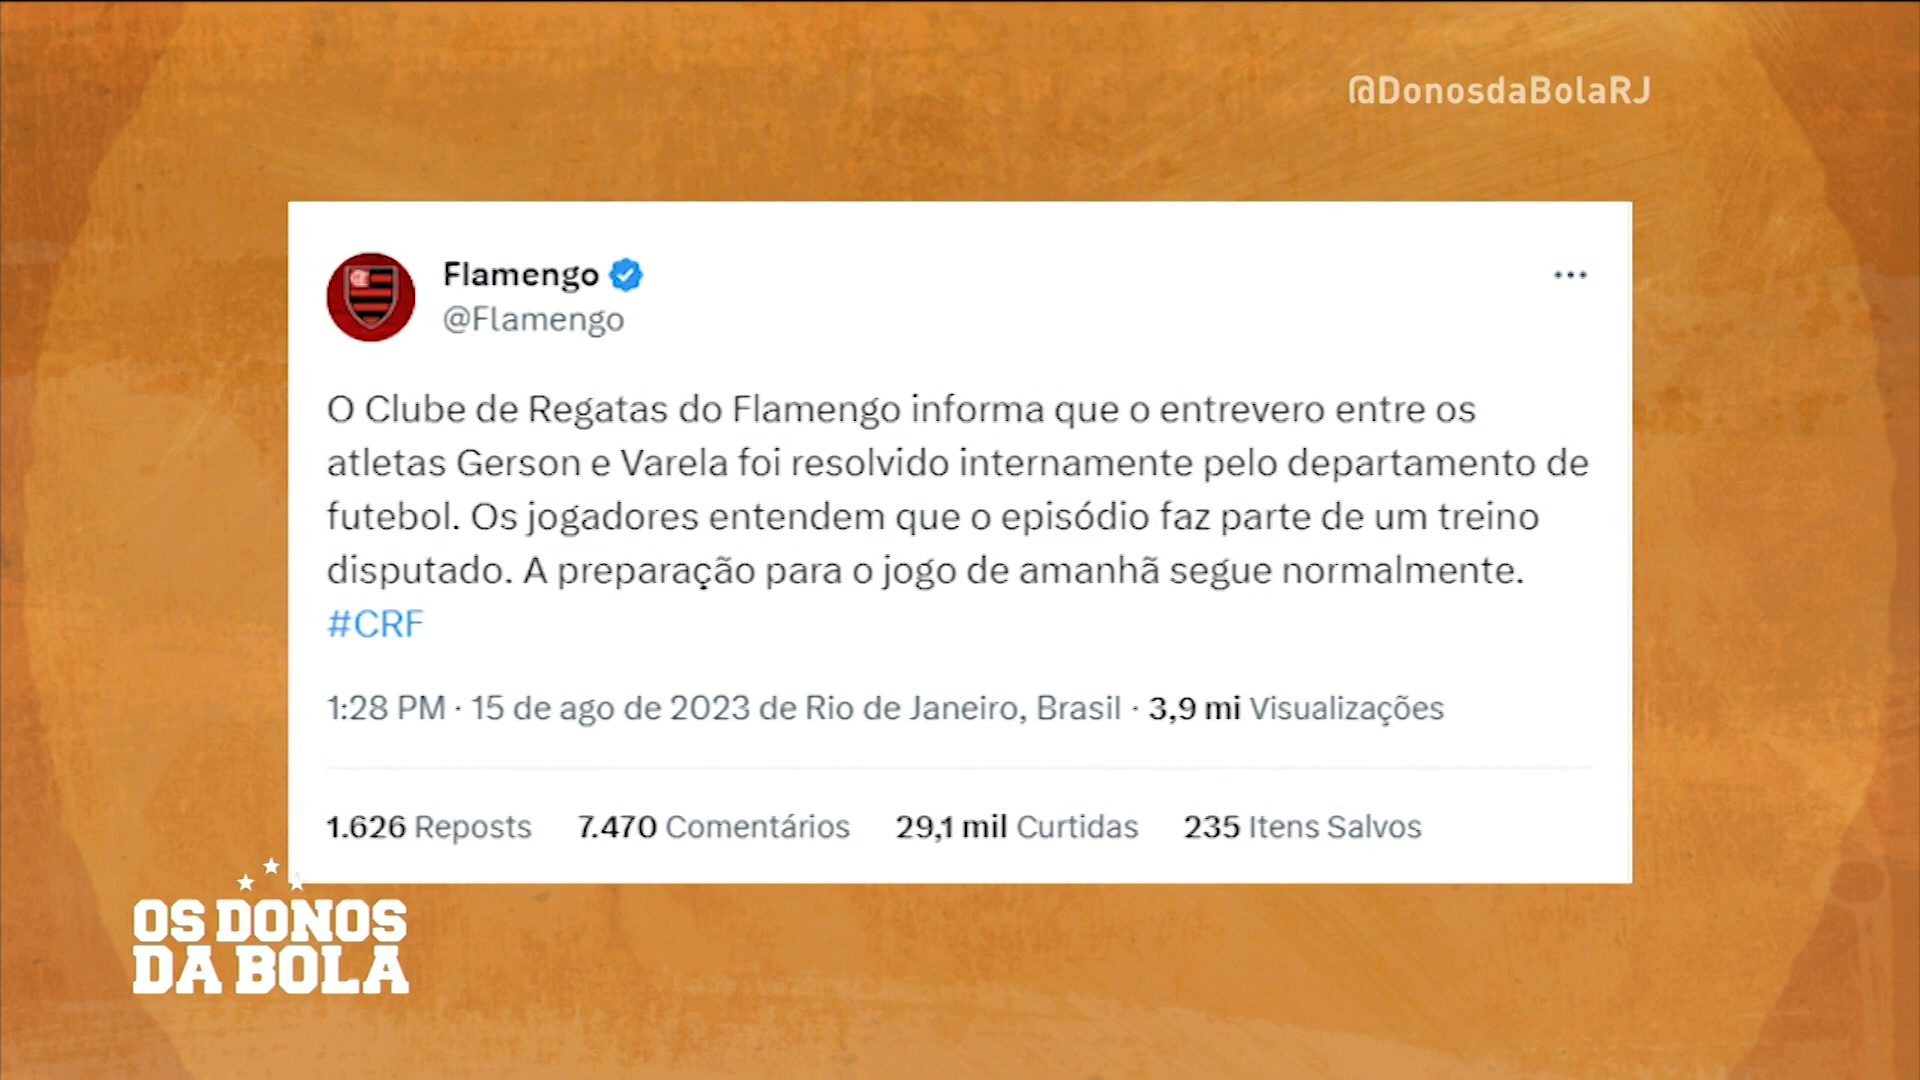 @DonosdaBolaRJ
Flamengo
@Flamengo
O Clube de Regatas do Flamengo informa que o entrevero entre os
atletas Gerson e Varela foi resolvido internamente pelo departamento de
futebol. Os jogadores entendem que o episódio faz parte de um treino
disputado. A preparação para o jogo de amanhã segue normalmente.
#CRF
1:28 PM · 15 de ago de 2023 de Rio de Janeiro, Brasil · 3,9 mi Visualizações
1.626 Reposts 7.470 Comentários 29,1 mil Curtidas 235 Itens Salvos
OS DONOS
DA BOLA